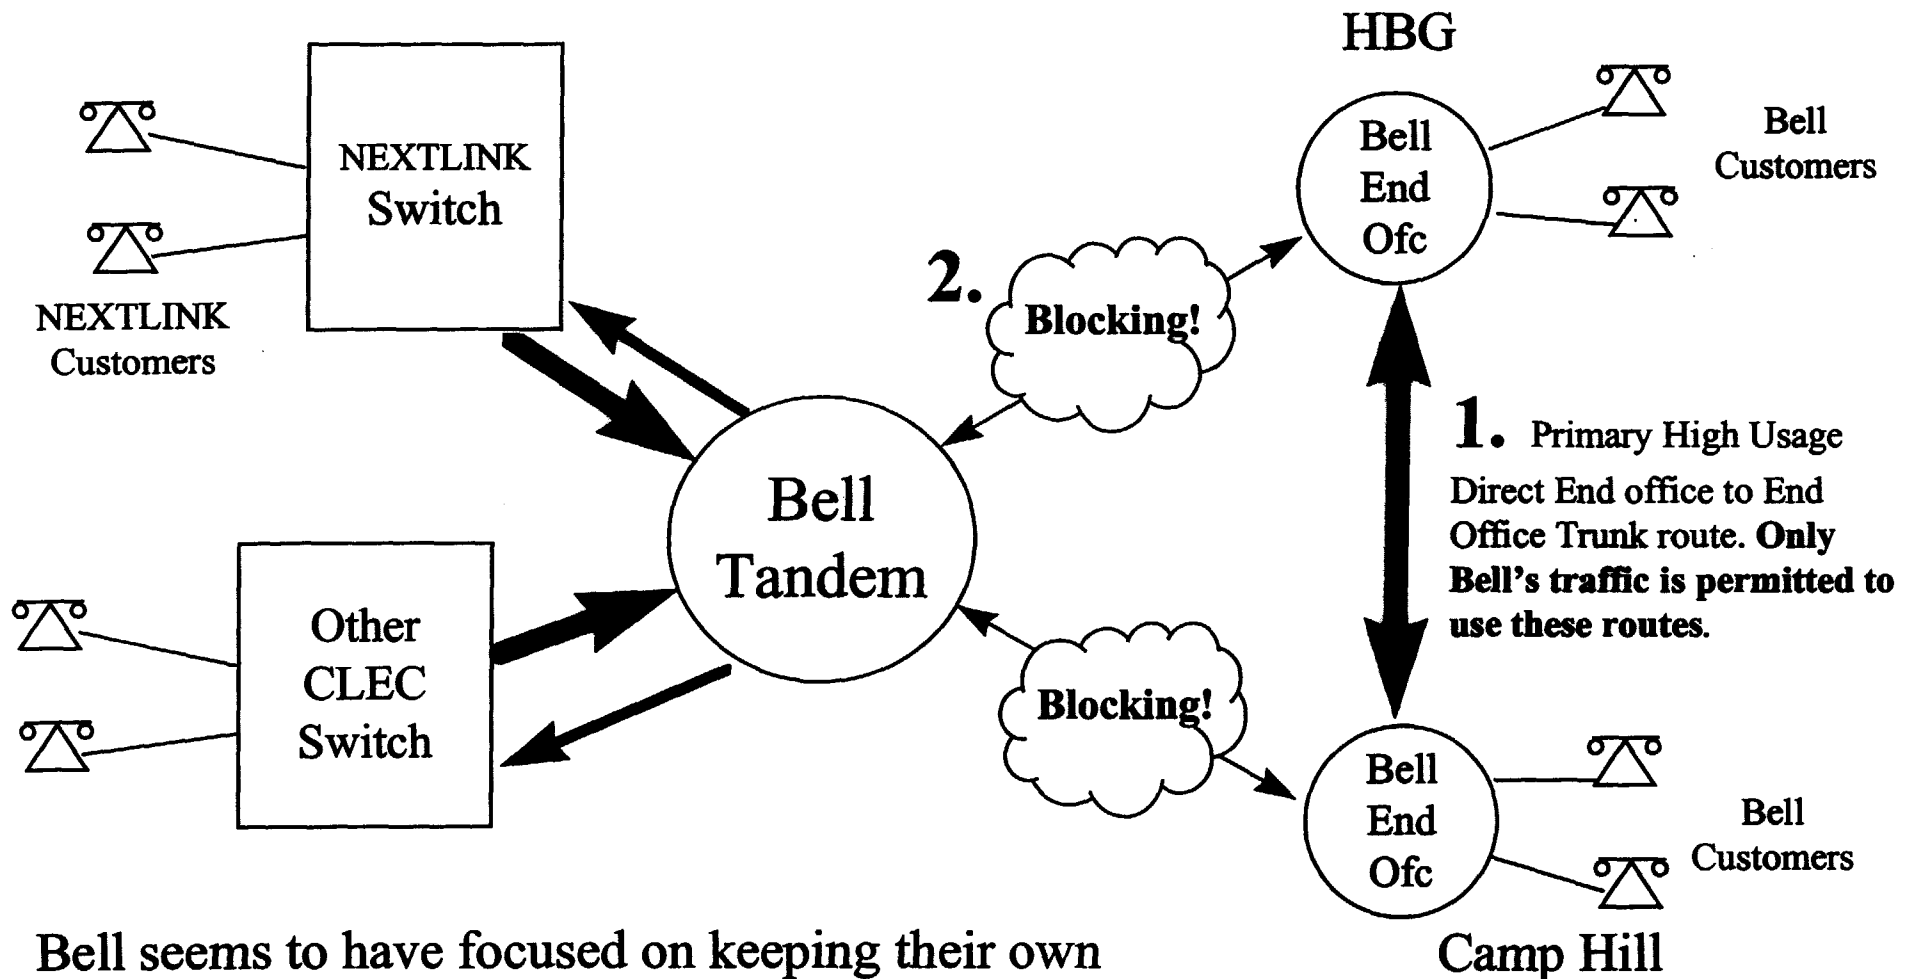 HBG
NEXTLINK
Switch
NEXTLINK
Customers
Bell
End
Ofc
Bell
Customers
2.
Blocking!
1. Primary High Usage
Direct End office to End
Office Trunk route. Only
Bell's traffic is permitted to
use these routes.
Bell
Tandem
Other
CLEC
Switch
Blocking!
Bell
End
Ofc
Bell
Customers
Camp Hill
Bell seems to have focused on keeping their own